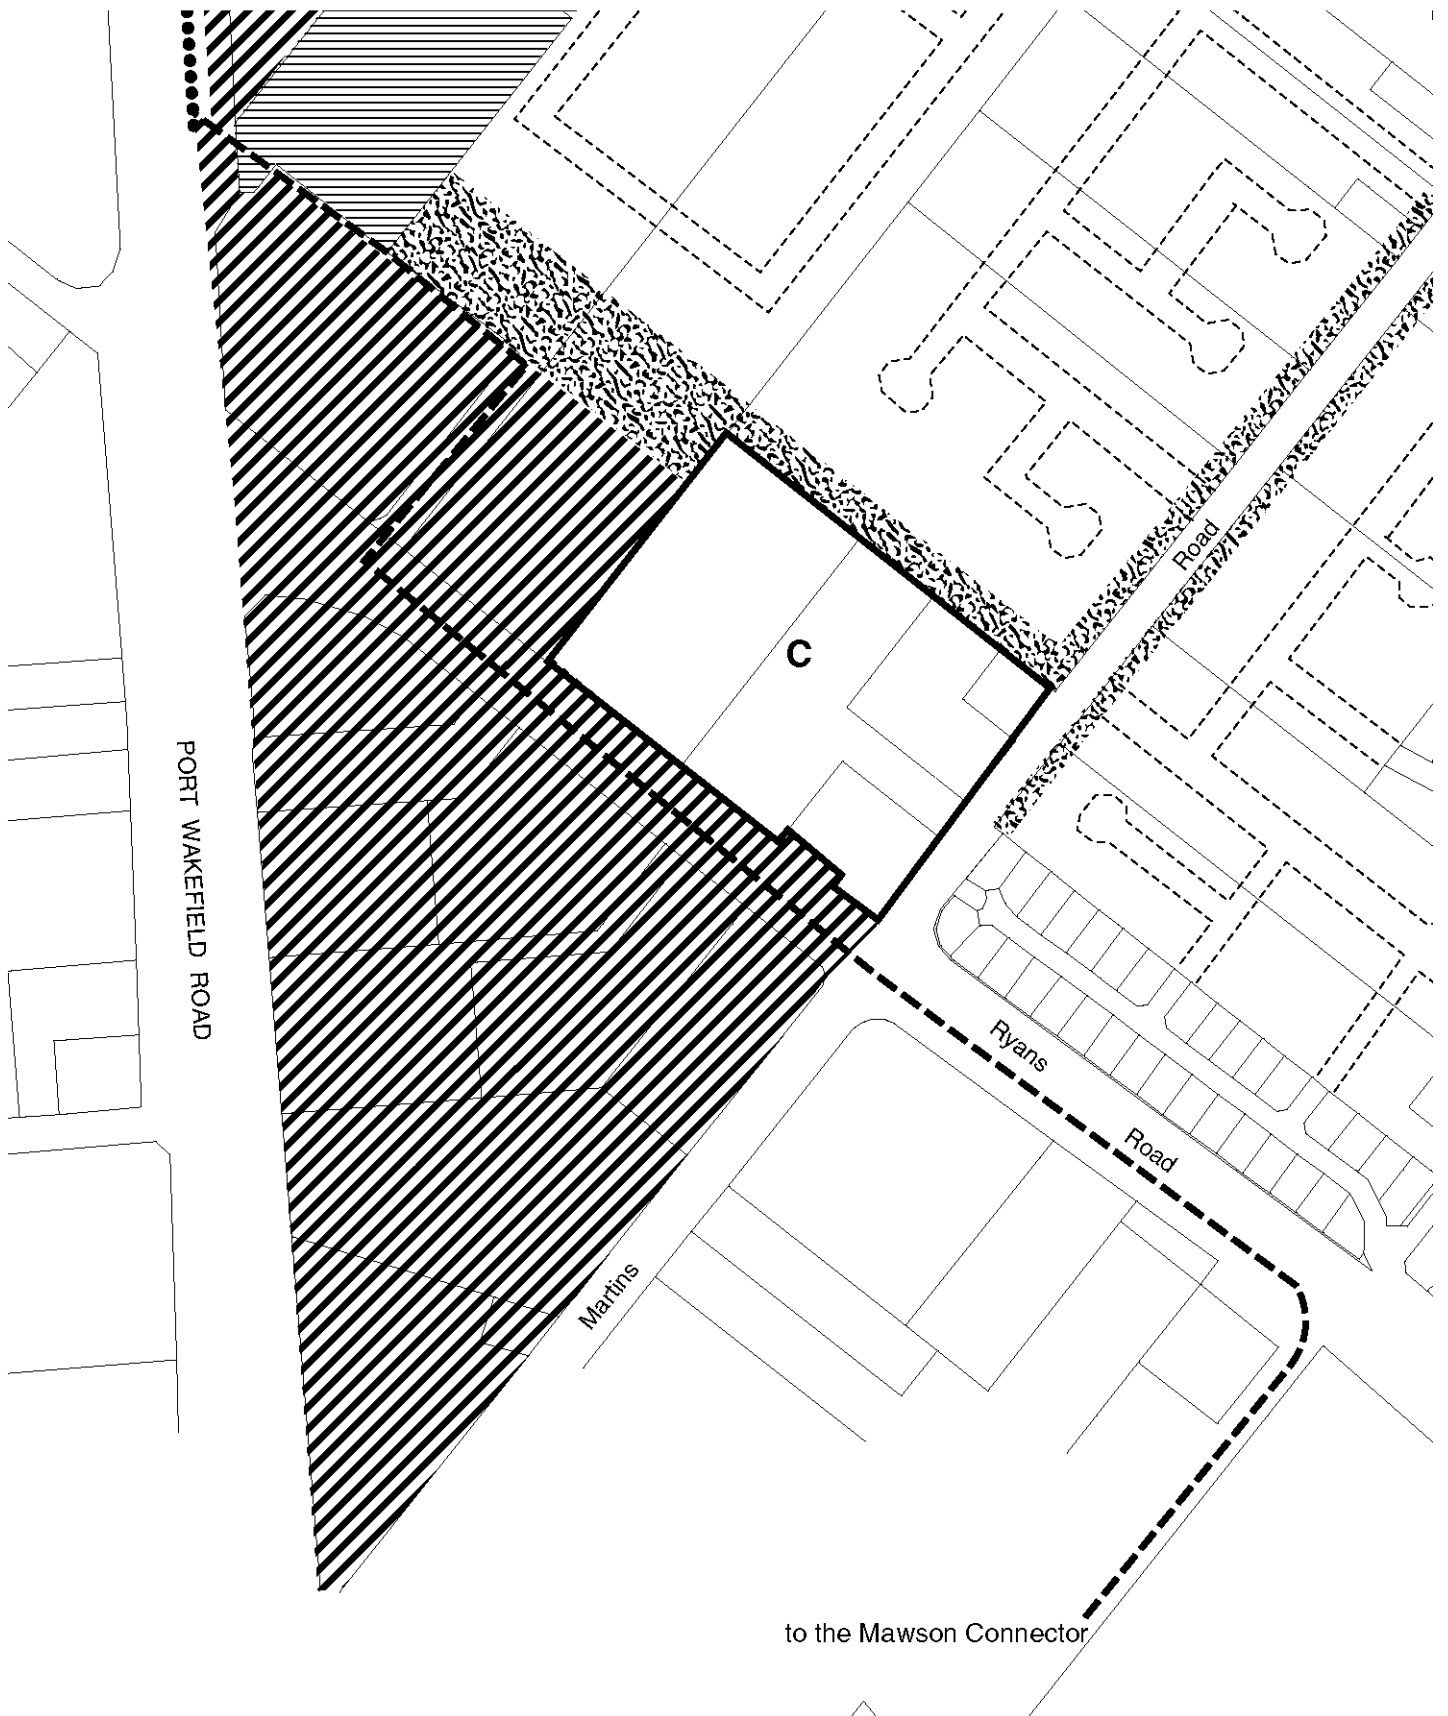 Road
C
PORT WAKEFIELD ROAD
Ryans
Road
Martins
to the Mawson Connector